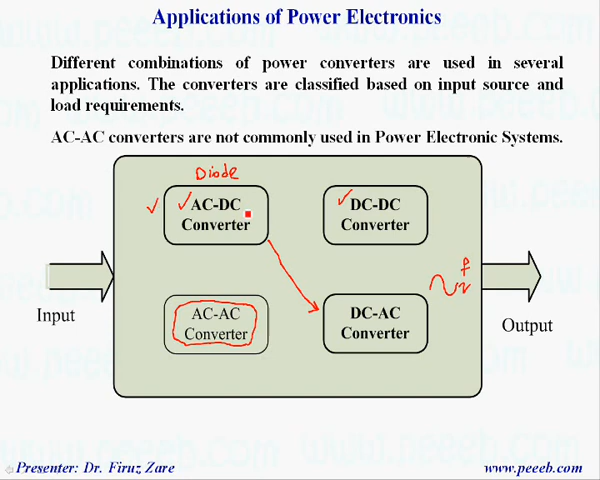 Applications of Power Electronics
Different combinations of power converters are used in several
applications. The converters are classified based on input source and
load requirements.
AC-AC converters are not commonly used in Power Electronic Systems.
Diode
AC-DC
Converter
DC-DC
Converter
f
v
Input
AC-AC
Converter
DC-AC
Converter
Output
Presenter: Dr. Firuz Zare
www.peeeb.com